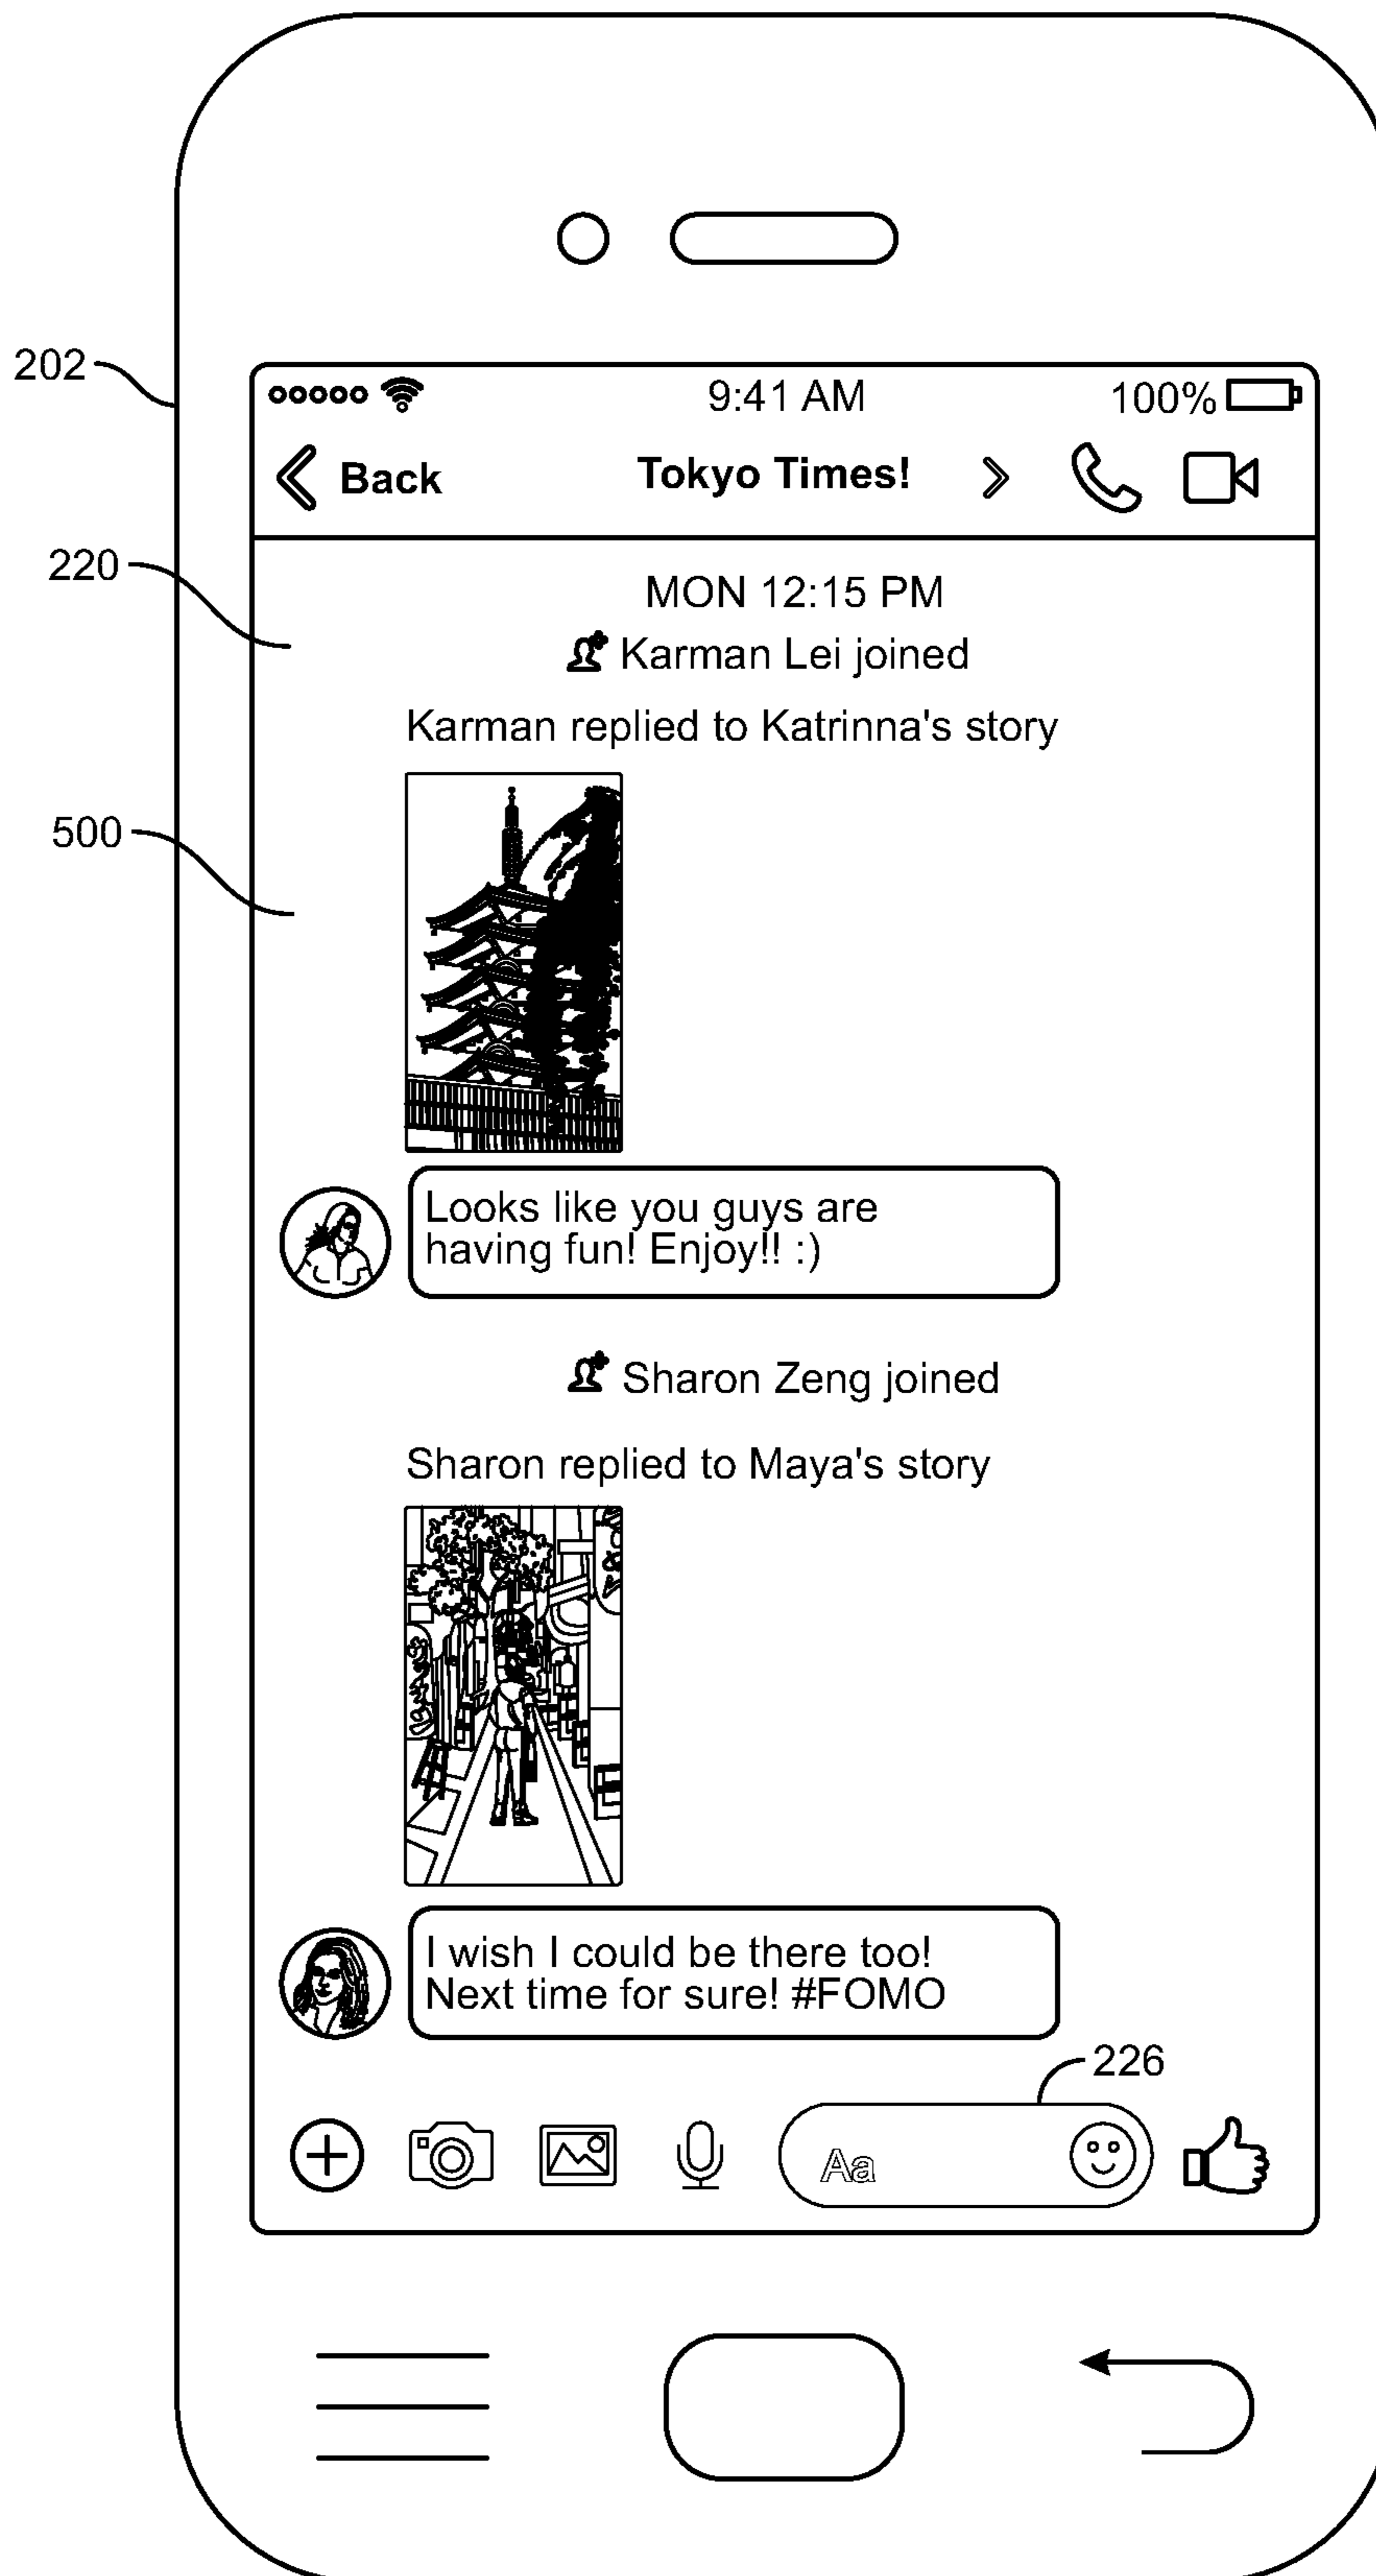 202
9:41 AM 100%
Back Tokyo Times!
220
MON 12:15 PM
Karman Lei joined
Karman replied to Katrinna's story
500
Looks like you guys are
having fun! Enjoy!! :)
Sharon Zeng joined
Sharon replied to Maya's story
I wish I could be there too!
Next time for sure! #FOMO
226
Aa